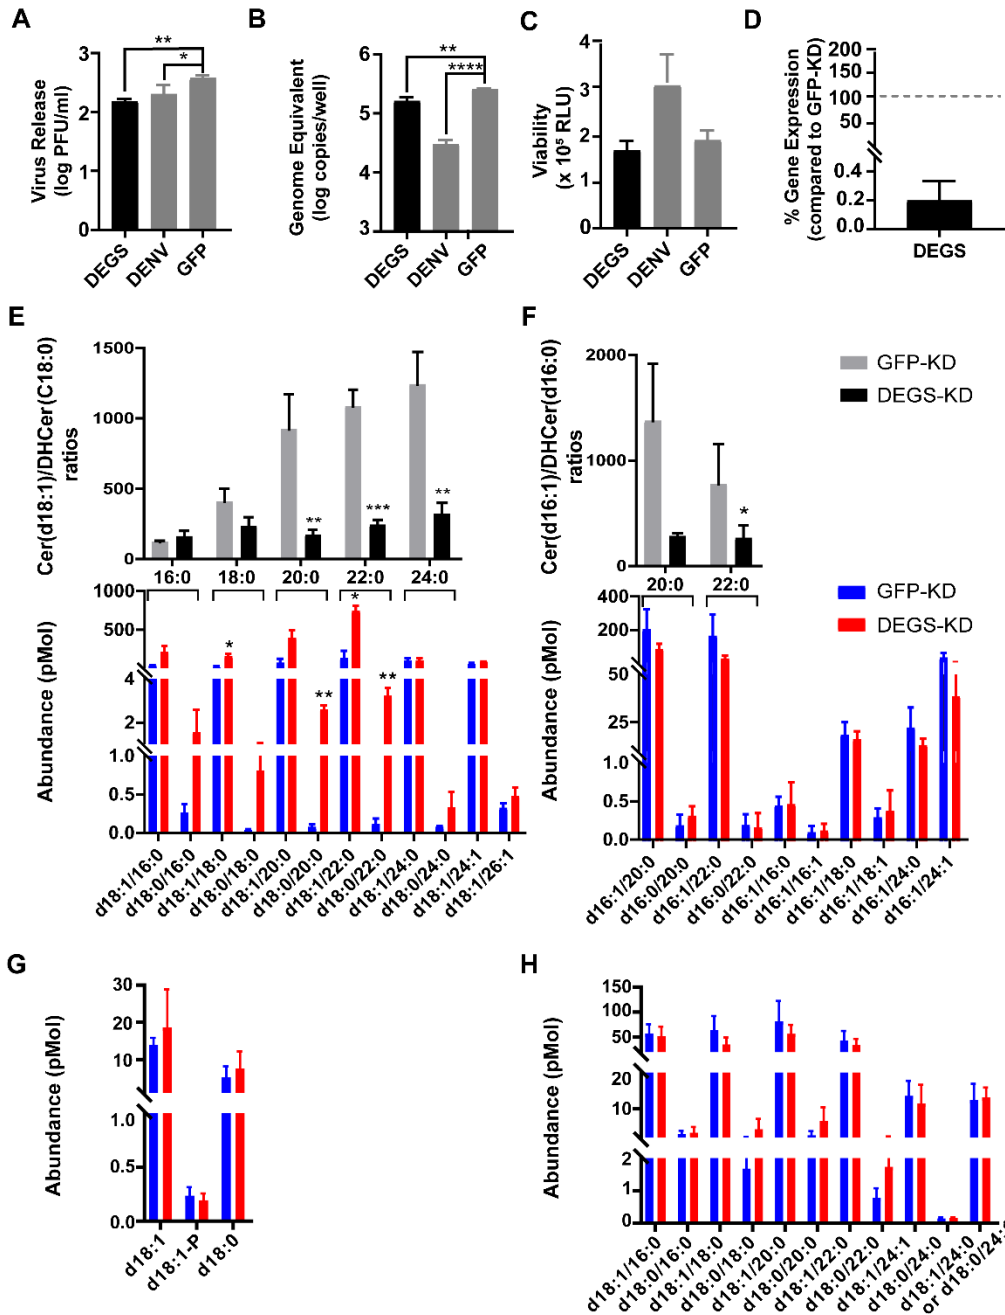 A
B
C
D
Virus Release
(log PFU/ml)
3
2
1
0
**
*
DEGS
DENV
GFP
Genome Equivalent
(log copies/well)
6
5
4
3
**
****
DEGS
DENV
GFP
Viability
(x 10⁵ RLU)
4
3
2
1
0
DEGS
DENV
GFP
% Gene Expression
(compared to GFP-KD)
200
150
100
50
0.4
0.2
0.0
DEGS
E
Cer(d18:1)/DHCer(C18:0)
ratios
1500
1000
500
0
**
***
**
16:0
18:0
20:0
22:0
24:0
Abundance (pMol)
1000
500
4
2
1.0
0.5
0.0
*
**
*
**
d18:1/16:0
d18:0/16:0
d18:1/18:0
d18:0/18:0
d18:1/20:0
d18:0/20:0
d18:1/22:0
d18:0/22:0
d18:1/24:0
d18:0/24:0
d18:1/24:1
d18:1/26:1
F
Cer(d16:1)/DHCer(d16:0)
ratios
2000
1000
0
*
20:0
22:0
GFP-KD
DEGS-KD
Abundance (pMol)
400
200
50
25
1.0
0.5
0.0
GFP-KD
DEGS-KD
d16:1/20:0
d16:0/20:0
d16:1/22:0
d16:0/22:0
d16:1/16:0
d16:1/16:1
d16:1/18:0
d16:1/18:1
d16:1/24:0
d16:1/24:1
G
Abundance (pMol)
30
20
10
1.0
0.5
0.0
d18:1
d18:1-P
d18:0
H
Abundance (pMol)
150
100
50
20
10
2
1
0
d18:1/16:0
d18:0/16:0
d18:1/18:0
d18:0/18:0
d18:1/20:0
d18:0/20:0
d18:1/22:0
d18:0/22:0
d18:1/24:1
d18:0/24:0
d18:1/24:0
or d18:0/24: